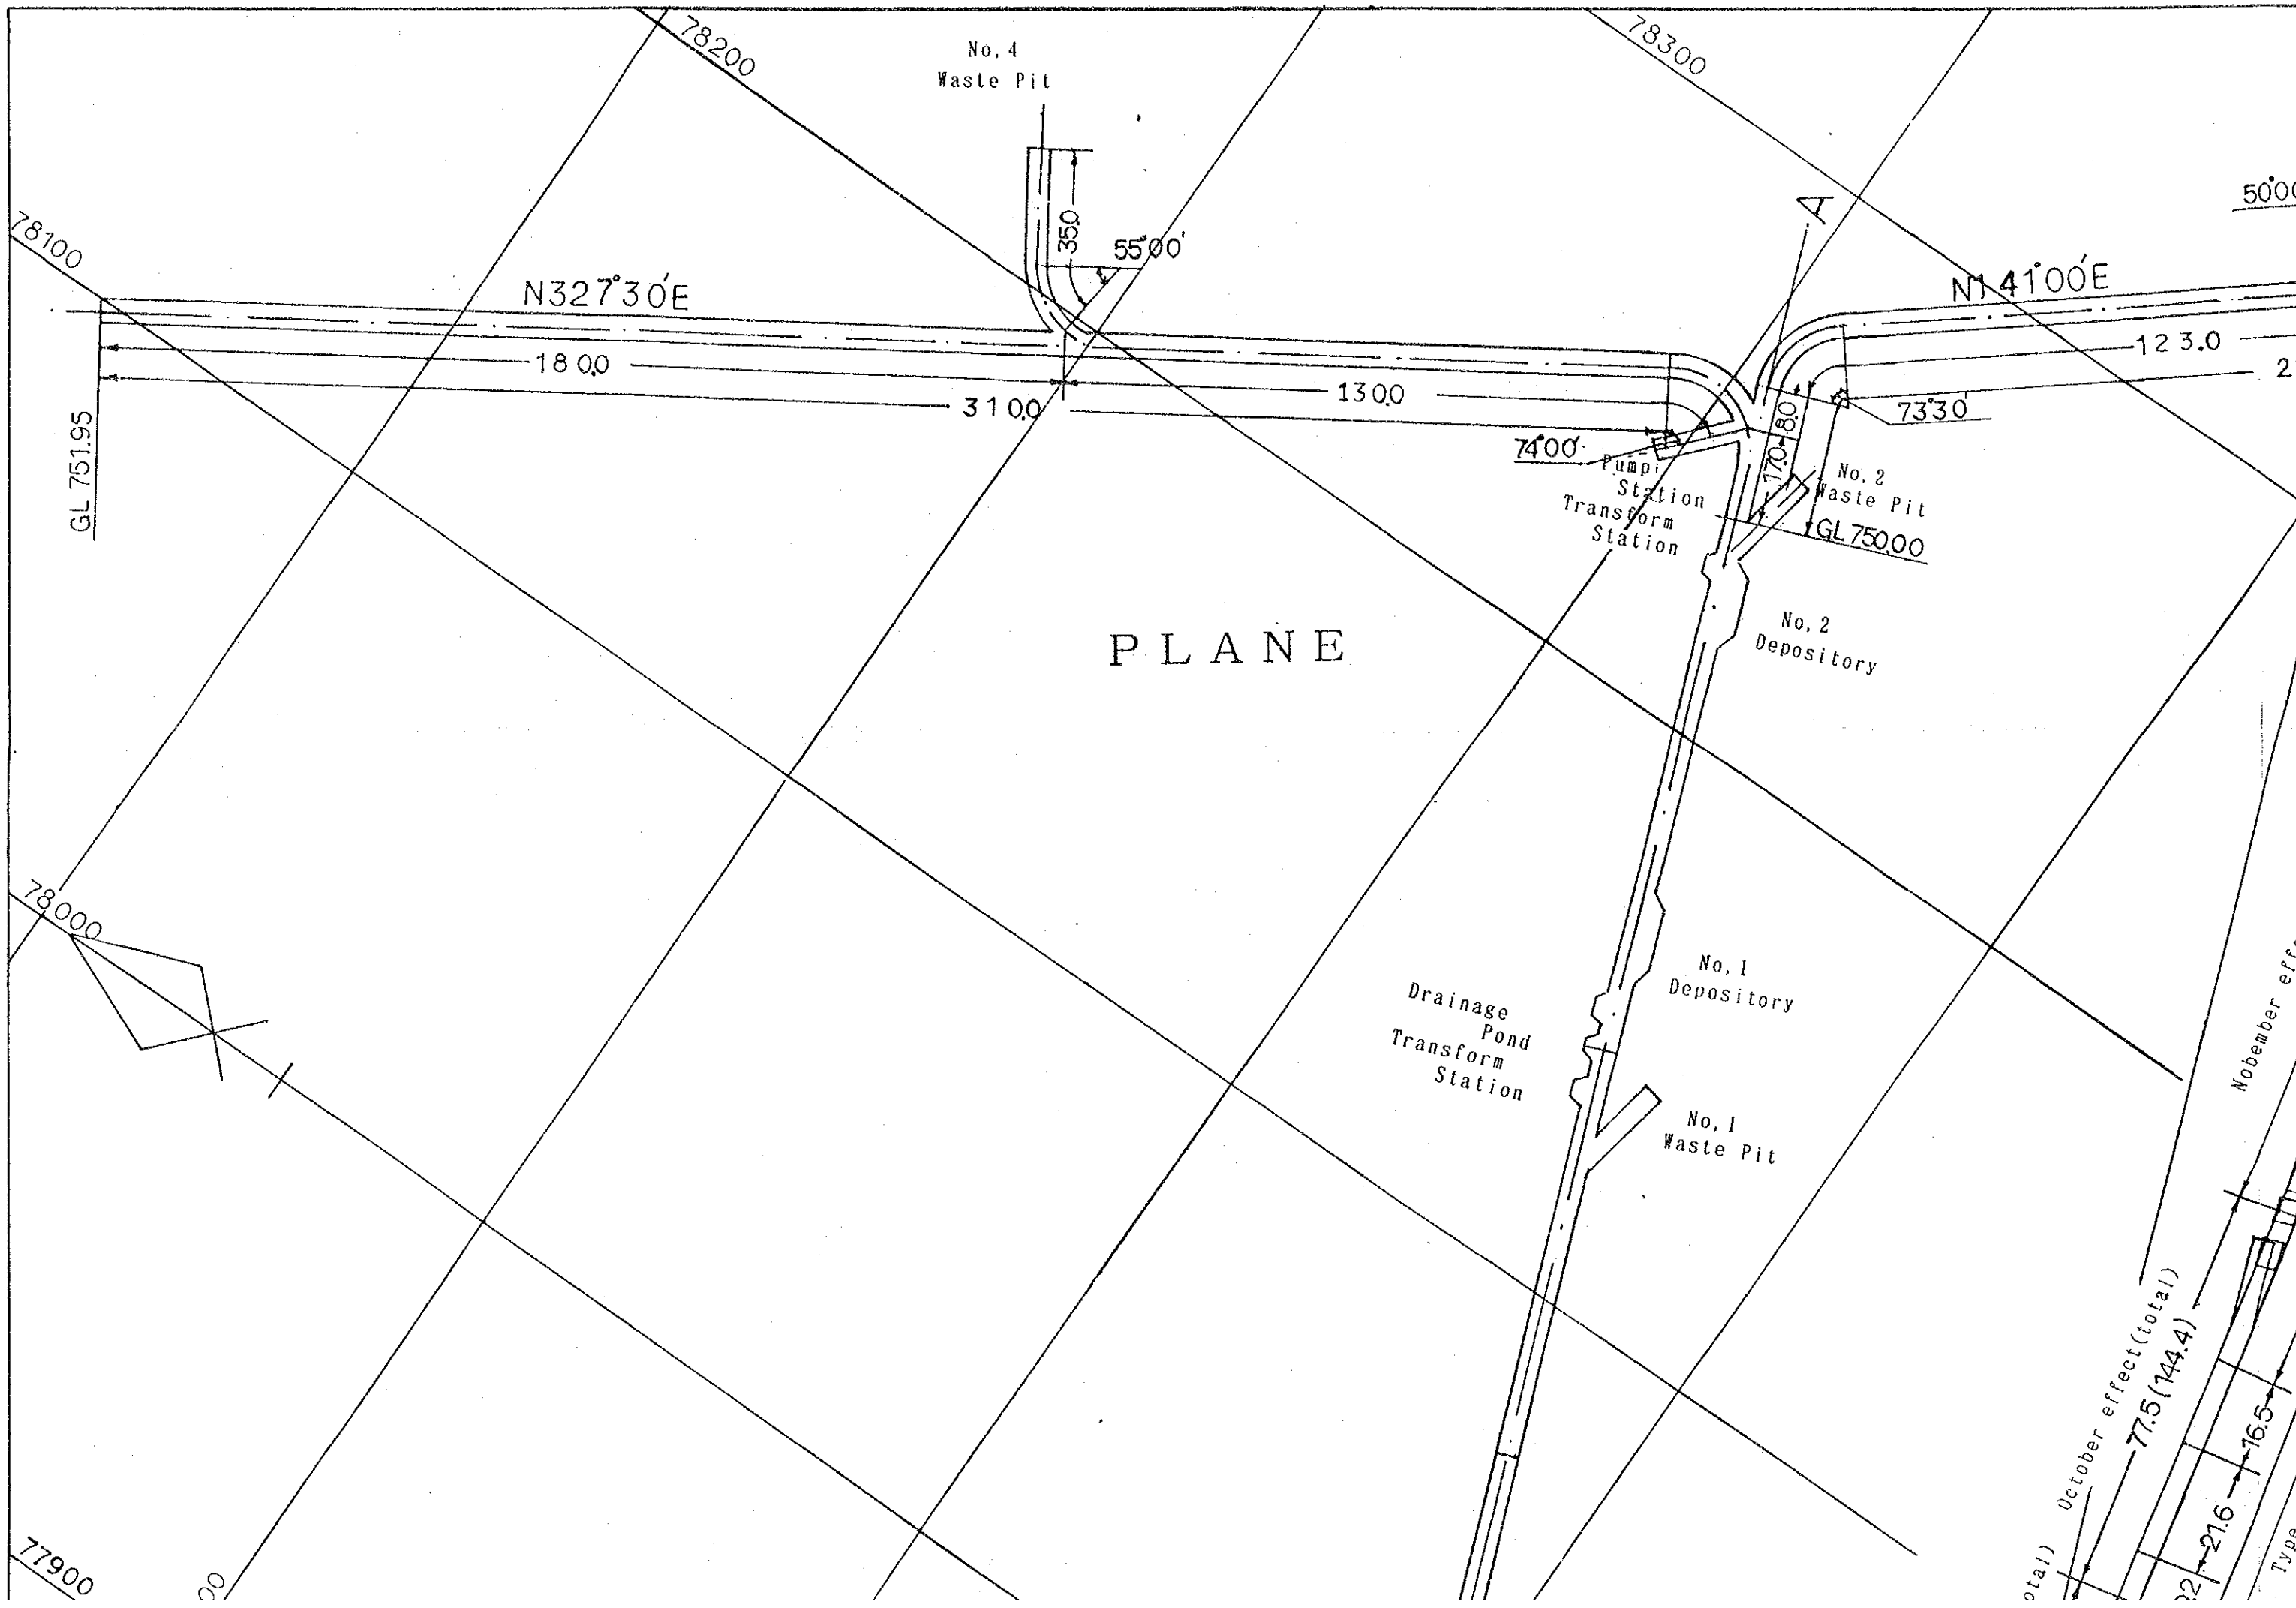 78200
No. 4
Waste Pit
78300
78100
N327°30'E
35.0
55°00'
A
N141°00'E
180.0
130.0
310.0
123.0
GL 751.95
74°00'
73°30'
8.0
17.0
Station
Transform
Station
No. 2
Waste Pit
GL 750.00
PLANE
No. 2
Depository
78000
No. 1
Depository
Drainage
Pond
Transform
Station
No. 1
Waste Pit
Nobember
October effect(total)
77.5(144.4)
16.5
21.6
Type
77900